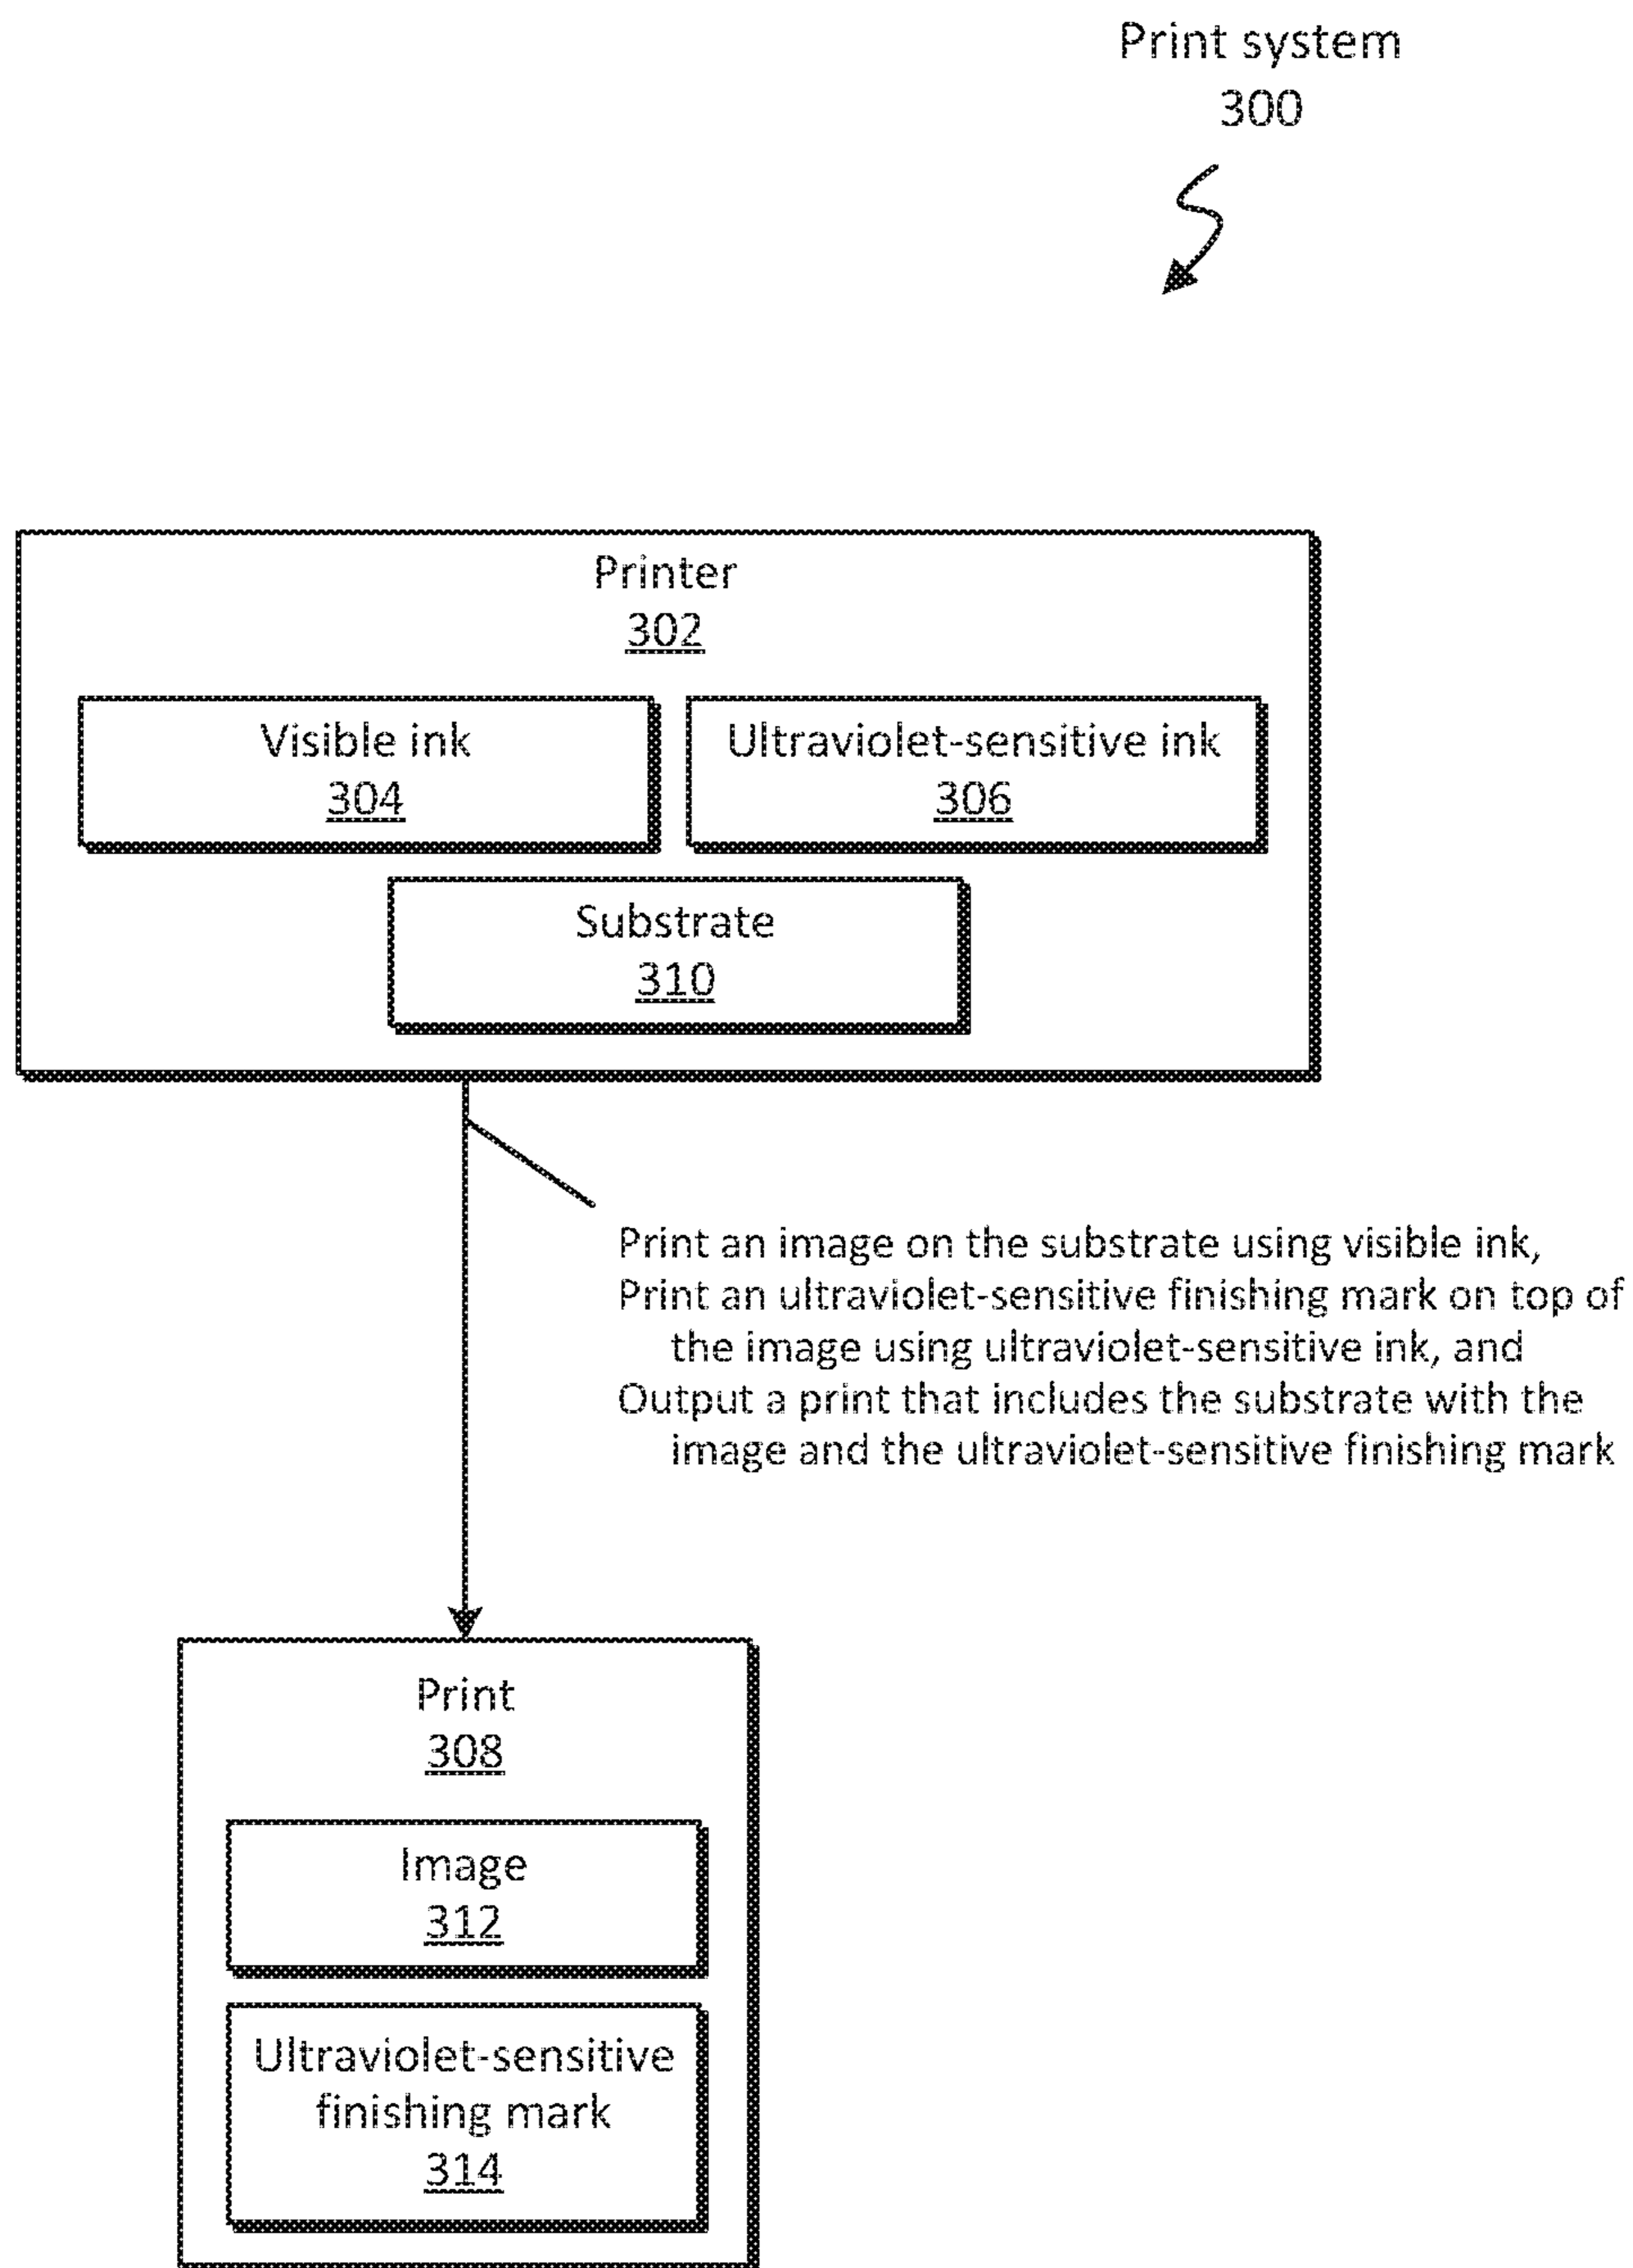 Print system
300
Printer
302
Visible ink
304
Ultraviolet-sensitive ink
306
Substrate
310
Print an image on the substrate using visible ink,
Print an ultraviolet-sensitive finishing mark on top of
the image using ultraviolet-sensitive ink, and
Output a print that includes the substrate with the
image and the ultraviolet-sensitive finishing mark
Print
308
Image
312
Ultraviolet-sensitive
finishing mark
314